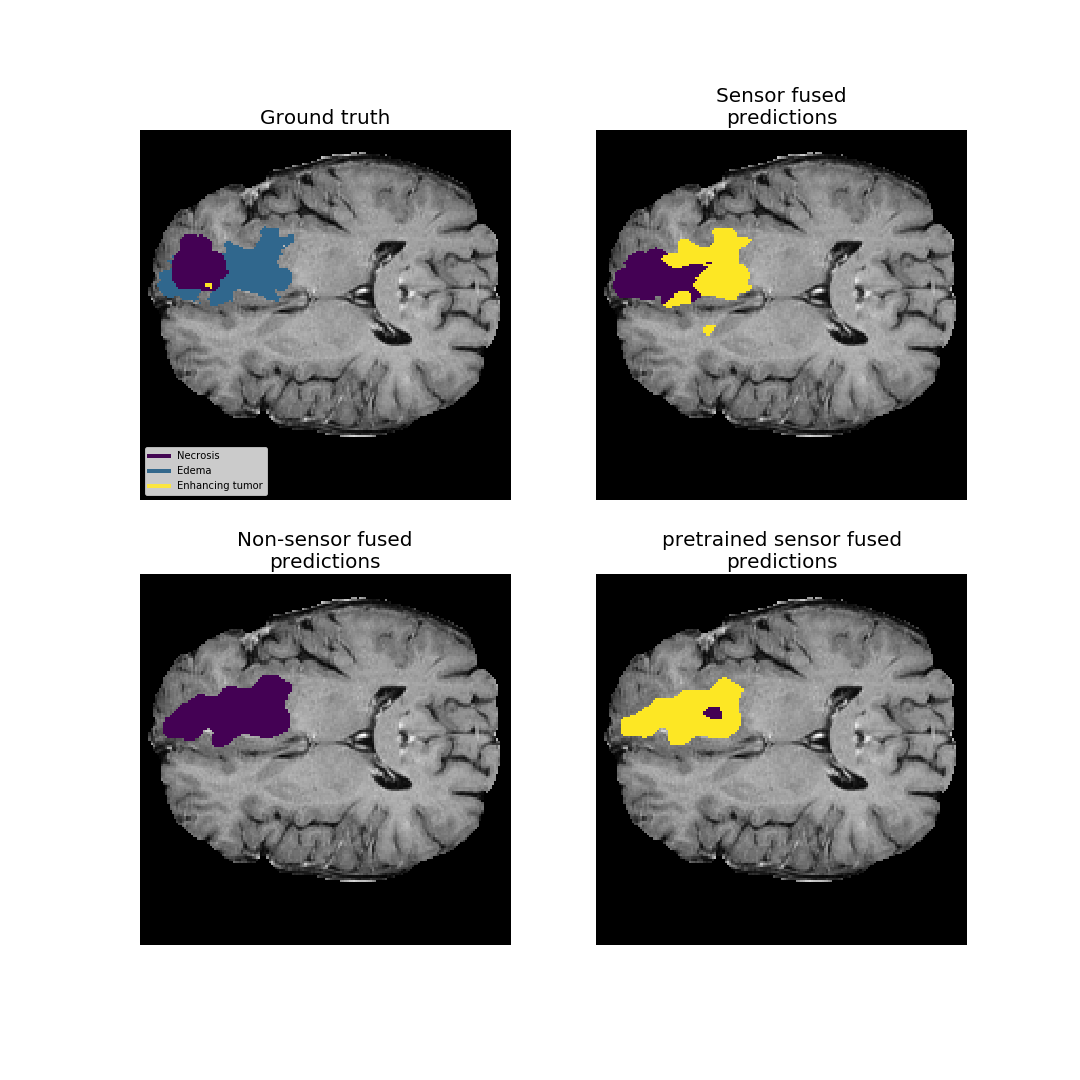 Ground truth
Sensor fused
predictions
Necrosis
Edema
Enhancing tumor
Non-sensor fused
predictions
pretrained sensor fused
predictions